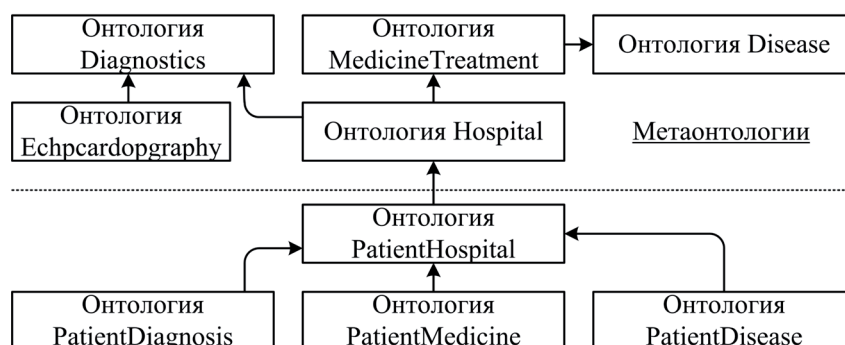 Онтология
Diagnostics
Онтология
MedicineTreatment
Онтология Disease
Онтология
Echpcardopgraphy
Онтология Hospital
Метаонтологии
Онтология
PatientHospital
Онтология
PatientDiagnosis
Онтология
PatientMedicine
Онтология
PatientDisease